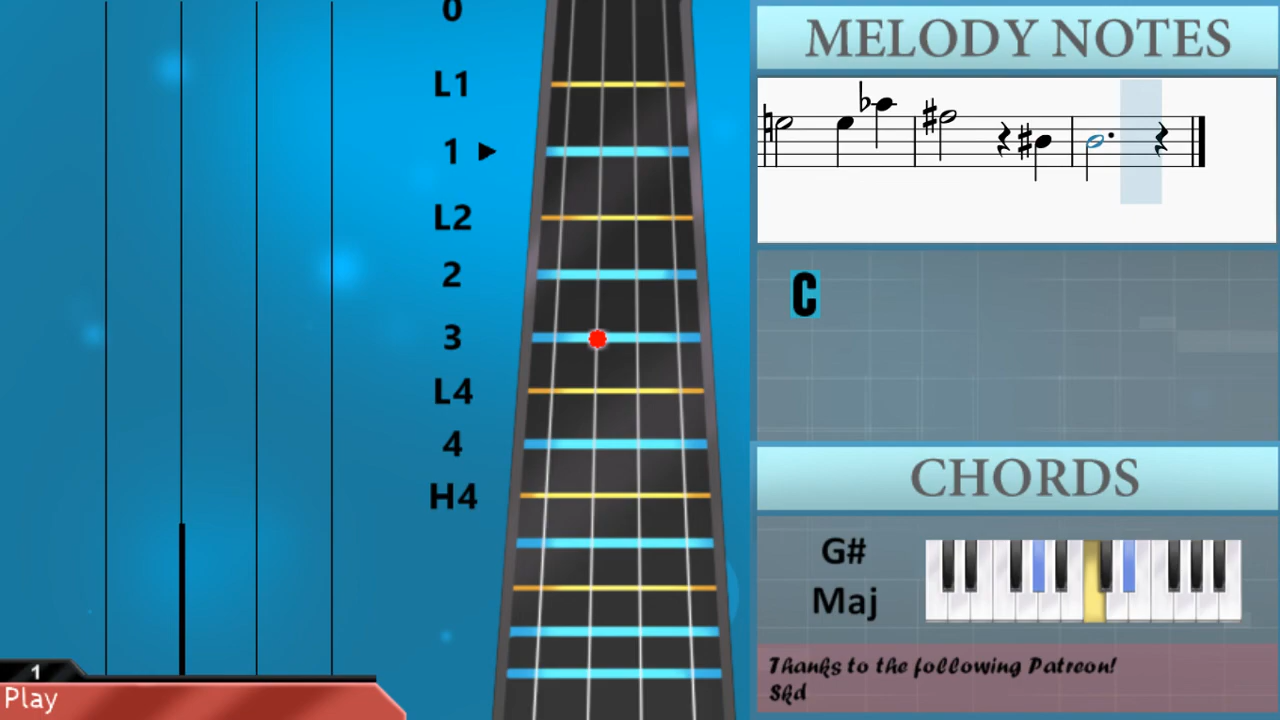 0
L1
1
L2
2
3
L4
4
H4
1
Play
MELODY NOTES
C
CHORDS
G#
Maj
Thanks to the following Patreon!
Skd